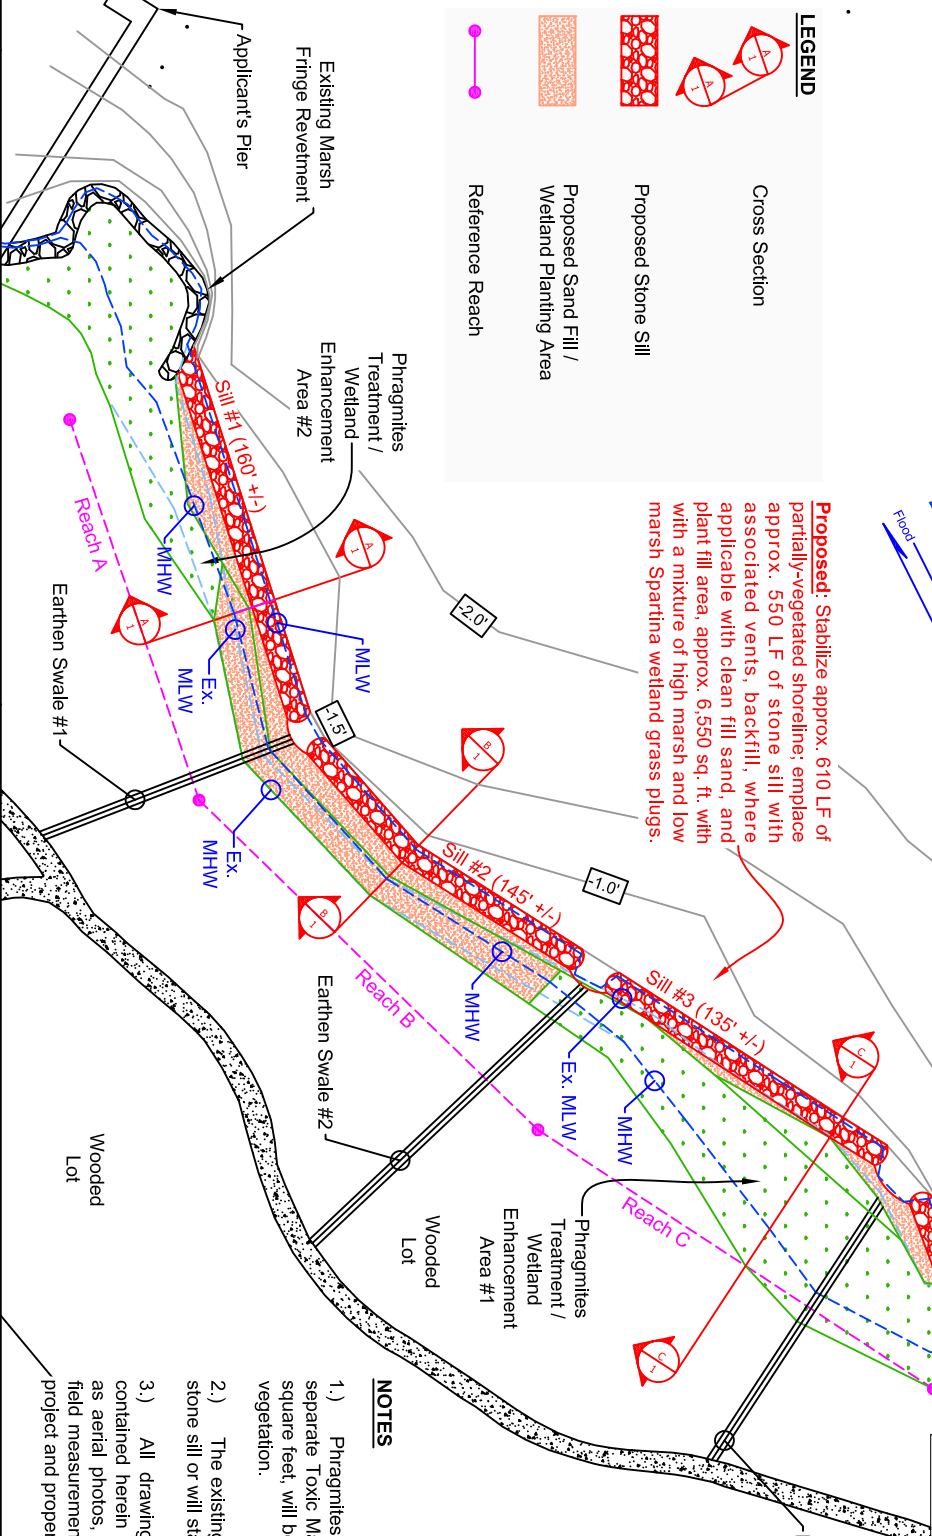 LEGEND
A
1
A
1
Cross Section
Proposed Stone Sill
Proposed Sand Fill /
Wetland Planting Area
Reference Reach
Applicant's Pier
Existing Marsh
Fringe Revetment
Phragmites
Treatment /
Wetland
Enhancement
Area #2
Flood
Proposed: Stabilize approx. 610 LF of
partially-vegetated shoreline; emplace
approx. 550 LF of stone sill with
associated vents, backfill, where
applicable with clean fill sand, and
plant fill area, approx. 6,550 sq. ft. with
with a mixture of high marsh and low
marsh Spartina wetland grass plugs.
Sill #1 (160' +/-)
Sill #2 (145' +/-)
Sill #3 (135' +/-)
-2.0'
-1.5'
-1.0'
A
1
A
1
B
1
B
1
C
1
C
1
MLW
MHW
Ex.
MLW
Ex.
MHW
MHW
Ex. MLW
MHW
Reach A
Reach B
Reach C
Earthen Swale #1
Earthen Swale #2
Phragmites
Treatment /
Wetland
Enhancement
Area #1
Wooded
Lot
Wooded
Lot
NOTES
1.) Phragmites
separate Toxic M
square feet, will b
vegetation.
2.) The existing
stone sill or will st
3.) All drawing
contained herein
as aerial photos,
field measuremen
project and proper